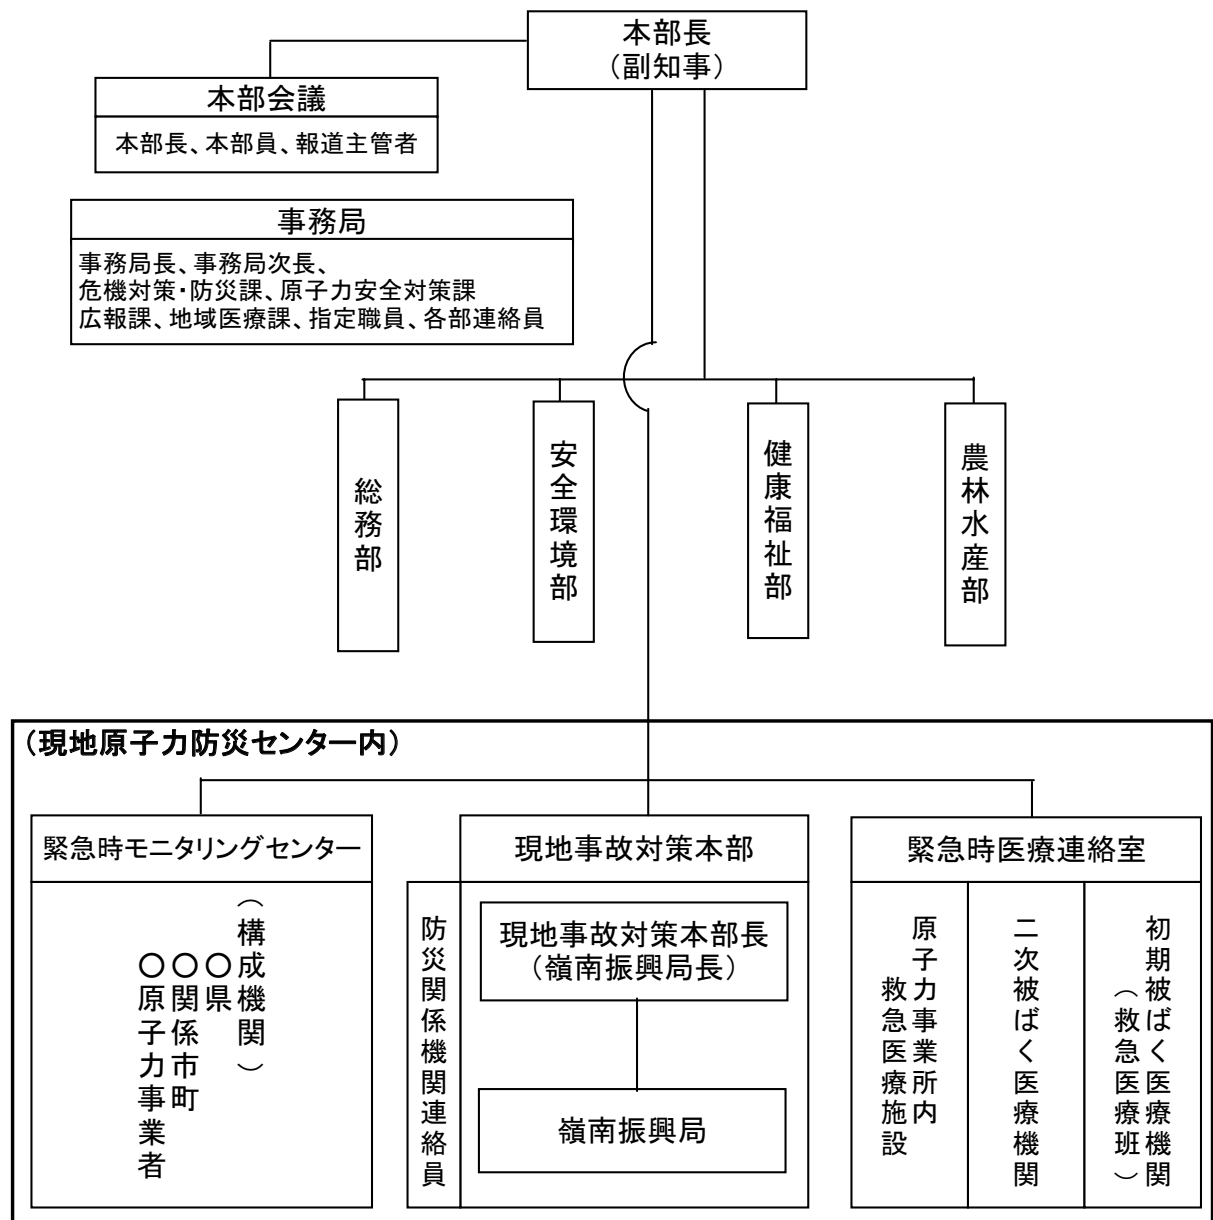 本部長
（副知事）
本部会議
本部長、本部員、報道主管者
事務局
事務局長、事務局次長、
危機対策・防災課、原子力安全対策課
広報課、地域医療課、指定職員、各部連絡員
総務部
安全環境部
健康福祉部
農林水産部
（現地原子力防災センター内）
緊急時モニタリングセンター
（構成機関）
○県
○関係市町
○原子力事業者
現地事故対策本部
防災関係機関連絡員
現地事故対策本部長
（嶺南振興局長）
嶺南振興局
緊急時医療連絡室
初期被ばく医療機関
（救急医療班）
二次被ばく医療機関
原子力事業所内
救急医療施設